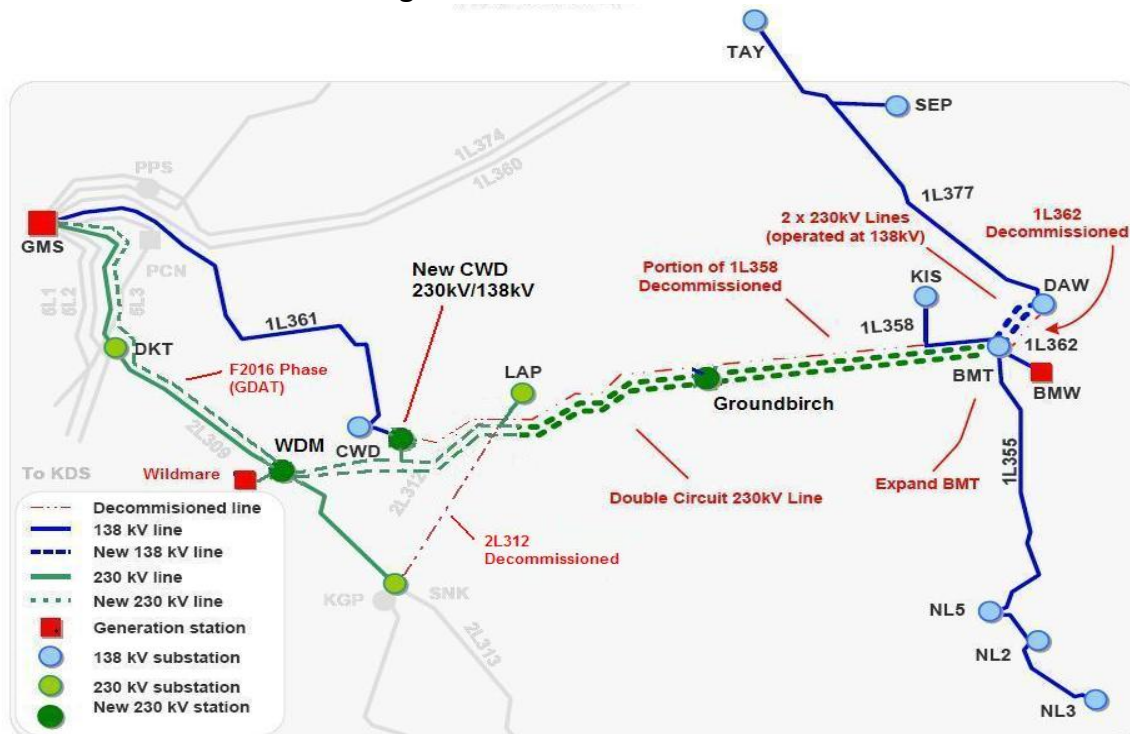 TAY
SEP
1L374
1L360
PPS
1L377
2 x 230kV Lines
(operated at 138kV)
1L362
Decommissioned
GMS
PCN
New CWD
230kV/138kV
Portion of 1L358
Decommissioned
KIS
DAW
5L1
5L2
5L3
1L361
1L358
1L362
DKT
LAP
BMT
BMW
F2016 Phase
(GDAT)
Groundbirch
2L309
WDM
CWD
To KDS
Wildmare
2L312
Double Circuit 230kV Line
Expand BMT
1L355
Decommisioned line
138 kV line
New 138 kV line
230 kV line
New 230 kV line
Generation station
138 kV substation
230 kV substation
New 230 kV station
2L312
Decommissioned
KGP
SNK
2L313
NL5
NL2
NL3